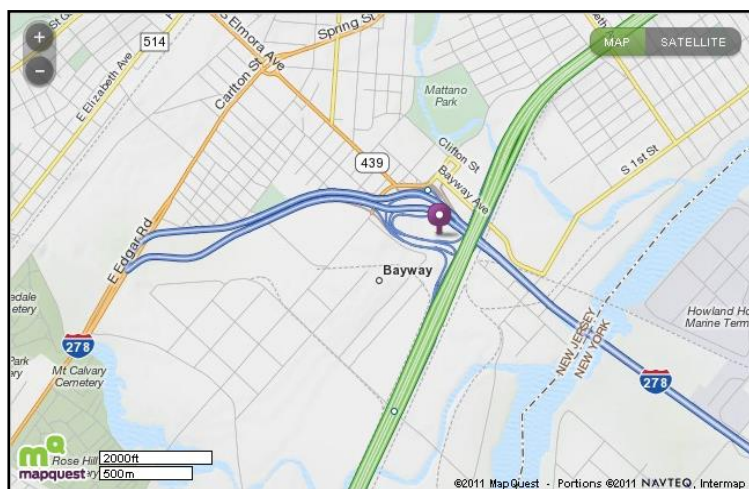 S Elmora Ave
Spring St
514
MAP
SATELLITE
E Elizabeth Ave
Carlton St
Mattano
Park
Clifton St
439
Bayway Ave
S 1st St
E Edgar Rd
Bayway
Howland
Marine
278
Mt Calvary
Cemetery
NEW JERSEY
NEW YORK
278
Rose Hill
mapquest
2000ft
500m
©2011 MapQuest - Portions ©2011 NAVTEQ, Intermap